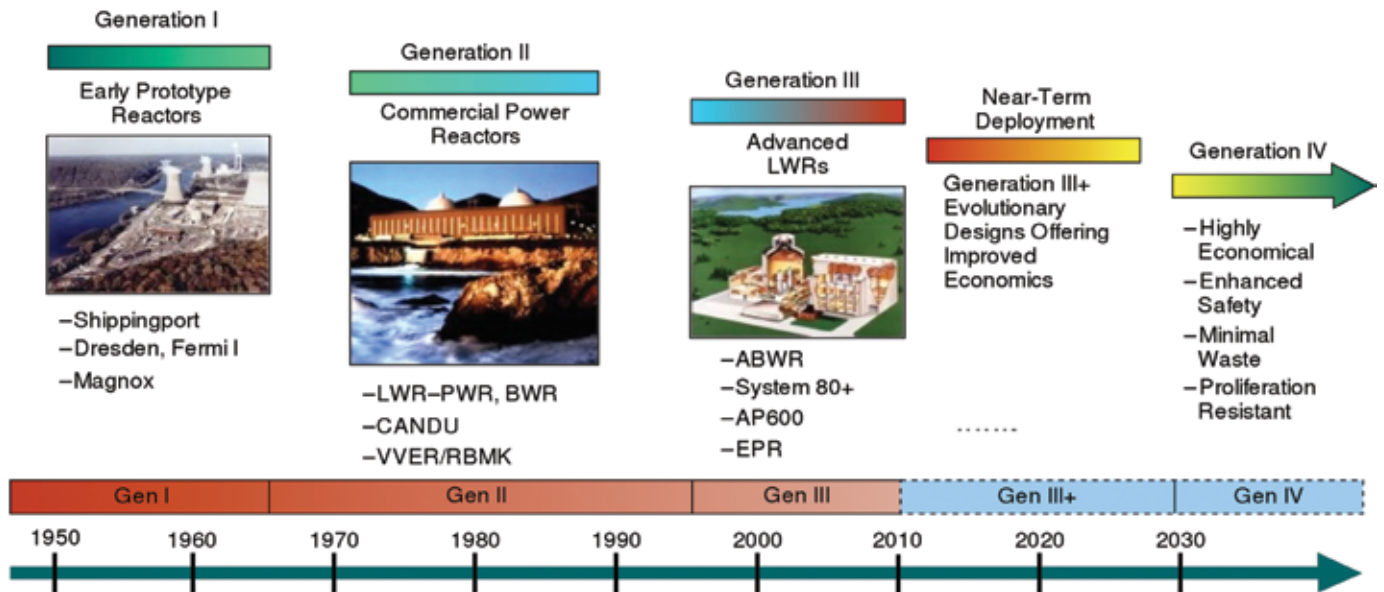 Generation I
Early Prototype
Reactors
–Shippingport
–Dresden, Fermi I
–Magnox
Generation II
Commercial Power
Reactors
–LWR–PWR, BWR
–CANDU
–VVER/RBMK
Generation III
Advanced
LWRs
–ABWR
–System 80+
–AP600
–EPR
Near-Term
Deployment
Generation III+
Evolutionary
Designs Offering
Improved
Economics
........
Generation IV
–Highly
Economical
–Enhanced
Safety
–Minimal
Waste
–Proliferation
Resistant
Gen I Gen II Gen III Gen III+ Gen IV
1950 1960 1970 1980 1990 2000 2010 2020 2030